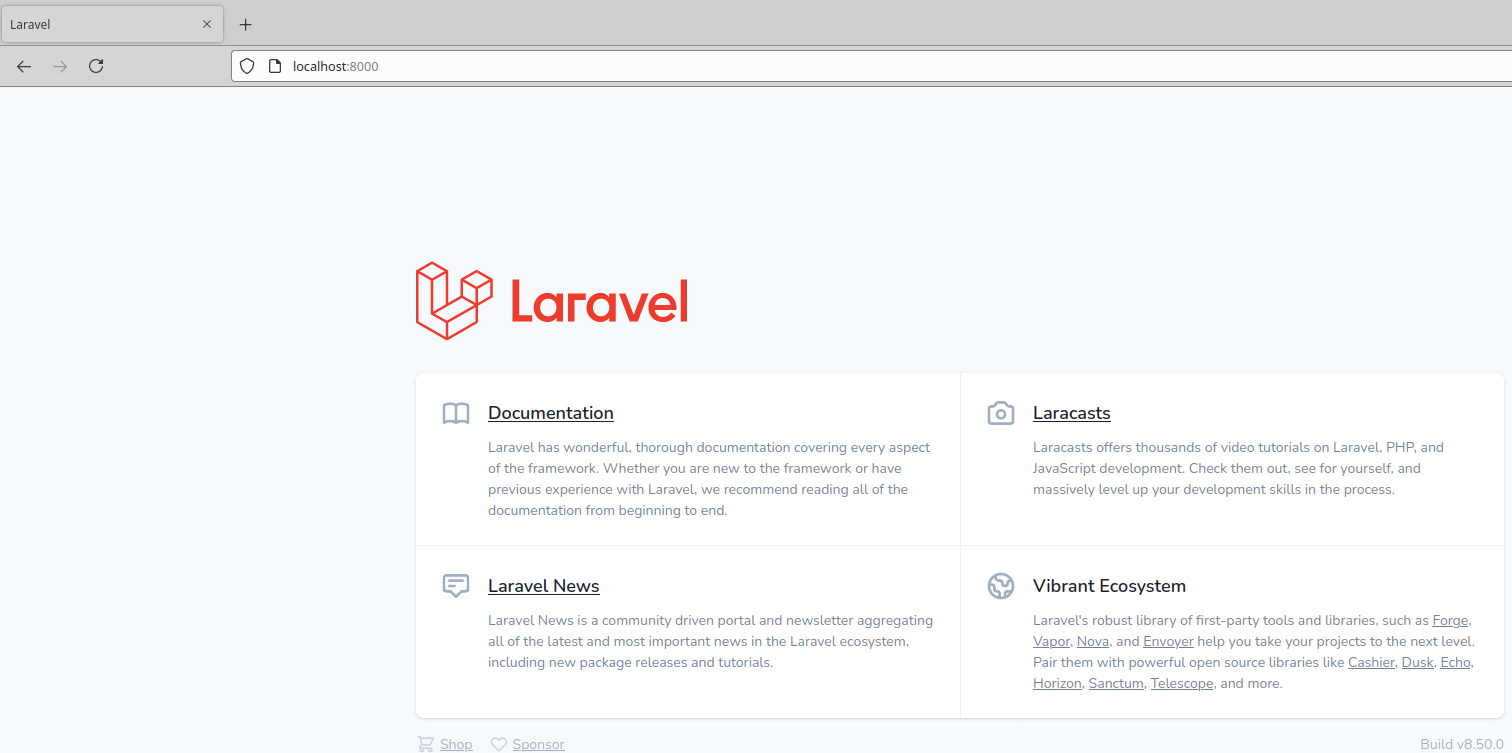 Laravel
localhost:8000
Laravel
Documentation
Laravel has wonderful, thorough documentation covering every aspect
of the framework. Whether you are new to the framework or have
previous experience with Laravel, we recommend reading all of the
documentation from beginning to end.
Laracasts
Laracasts offers thousands of video tutorials on Laravel, PHP, and
JavaScript development. Check them out, see for yourself, and
massively level up your development skills in the process.
Laravel News
Laravel News is a community driven portal and newsletter aggregating
all of the latest and most important news in the Laravel ecosystem,
including new package releases and tutorials.
Vibrant Ecosystem
Laravel's robust library of first-party tools and libraries, such as Forge,
Vapor, Nova, and Envoyer help you take your projects to the next level.
Pair them with powerful open source libraries like Cashier, Dusk, Echo,
Horizon, Sanctum, Telescope, and more.
Shop Sponsor
Build v8.50.0